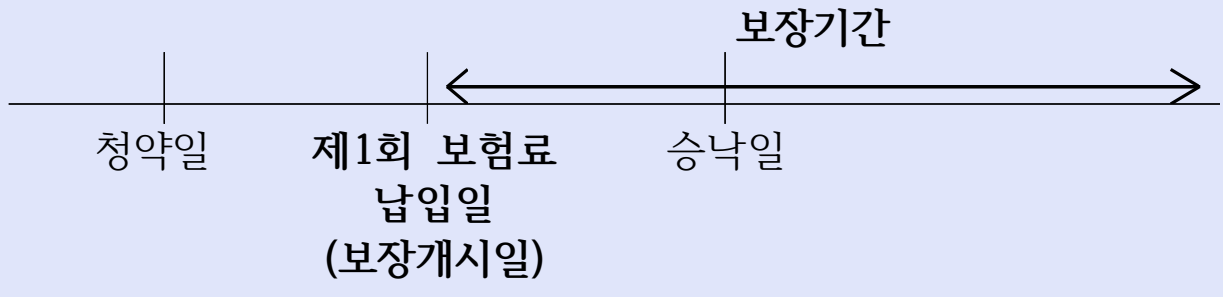 보장기간
청약일
제1회 보험료
납입일
(보장개시일)
승낙일